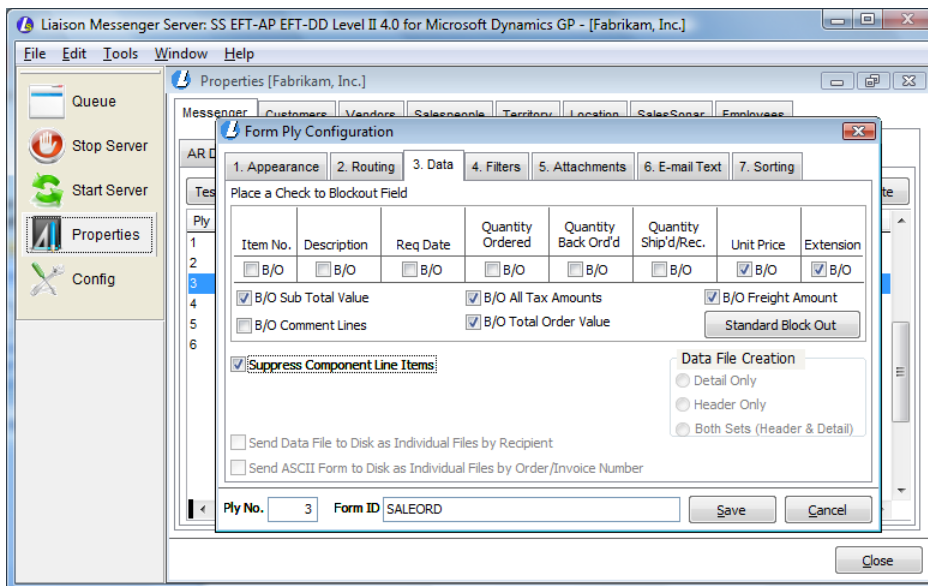 Liaison Messenger Server: SS EFT-AP EFT-DD Level II 4.0 for Microsoft Dynamics GP - [Fabrikam, Inc.]
File Edit Tools Window Help
Queue
Stop Server
Start Server
Properties
Config
Properties [Fabrikam, Inc.]
Messenger Customers Vendors Salespeople Territory Location SalesSonar Employees
Form Ply Configuration
1. Appearance 2. Routing 3. Data 4. Filters 5. Attachments 6. E-mail Text 7. Sorting
Place a Check to Blockout Field
Item No. Description Req Date Quantity Ordered Quantity Back Ord'd Quantity Ship'd/Rec. Unit Price Extension
B/O B/O B/O B/O B/O B/O B/O B/O
B/O Sub Total Value B/O All Tax Amounts B/O Freight Amount
B/O Comment Lines B/O Total Order Value Standard Block Out
Suppress Component Line Items
Data File Creation
Detail Only
Header Only
Both Sets (Header & Detail)
Send Data File to Disk as Individual Files by Recipient
Send ASCII Form to Disk as Individual Files by Order/Invoice Number
Ply No. 3 Form ID SALEORD Save Cancel
Ply
1
2
3
4
5
6
Close